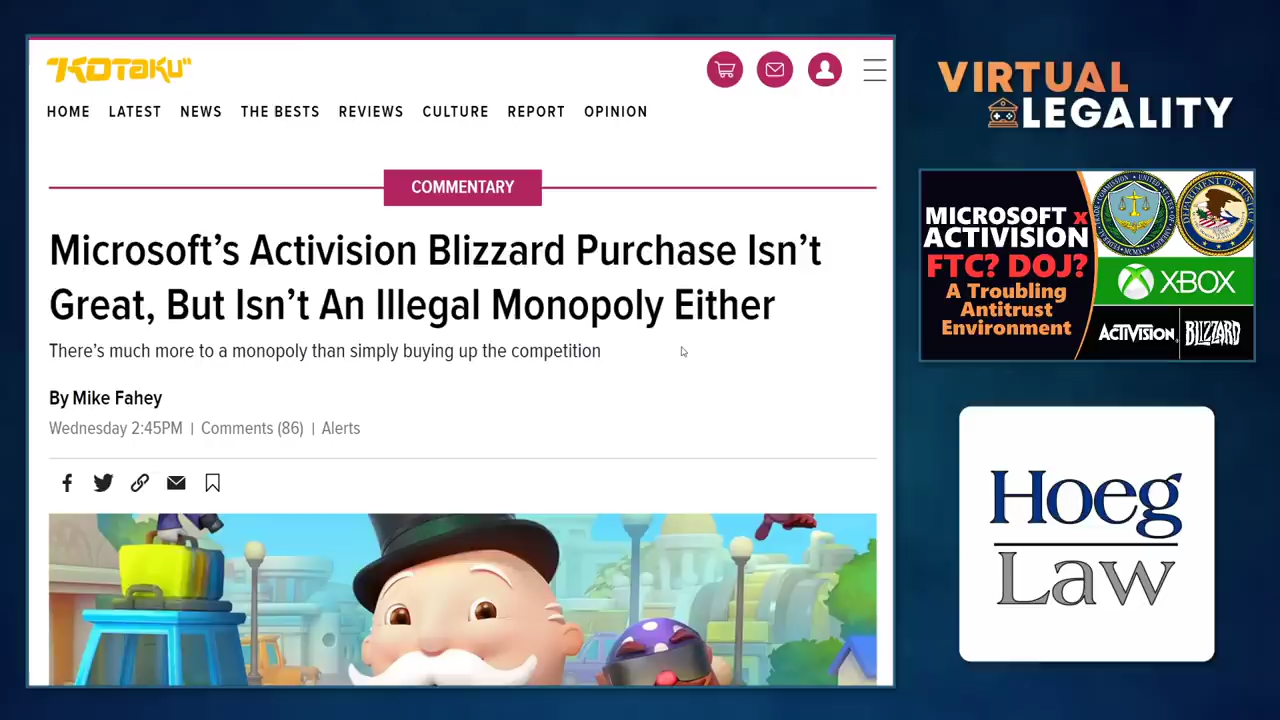 KOTAKU
HOME LATEST NEWS THE BESTS REVIEWS CULTURE REPORT OPINION
COMMENTARY
Microsoft’s Activision Blizzard Purchase Isn’t
Great, But Isn’t An Illegal Monopoly Either
There’s much more to a monopoly than simply buying up the competition
By Mike Fahey
Wednesday 2:45PM | Comments (86) | Alerts
VIRTUAL
LEGALITY
MICROSOFT x
ACTIVISION
FTC? DOJ?
A Troubling
Antitrust
Environment
XBOX
ACTIVISION
BLIZZARD
Hoeg
Law